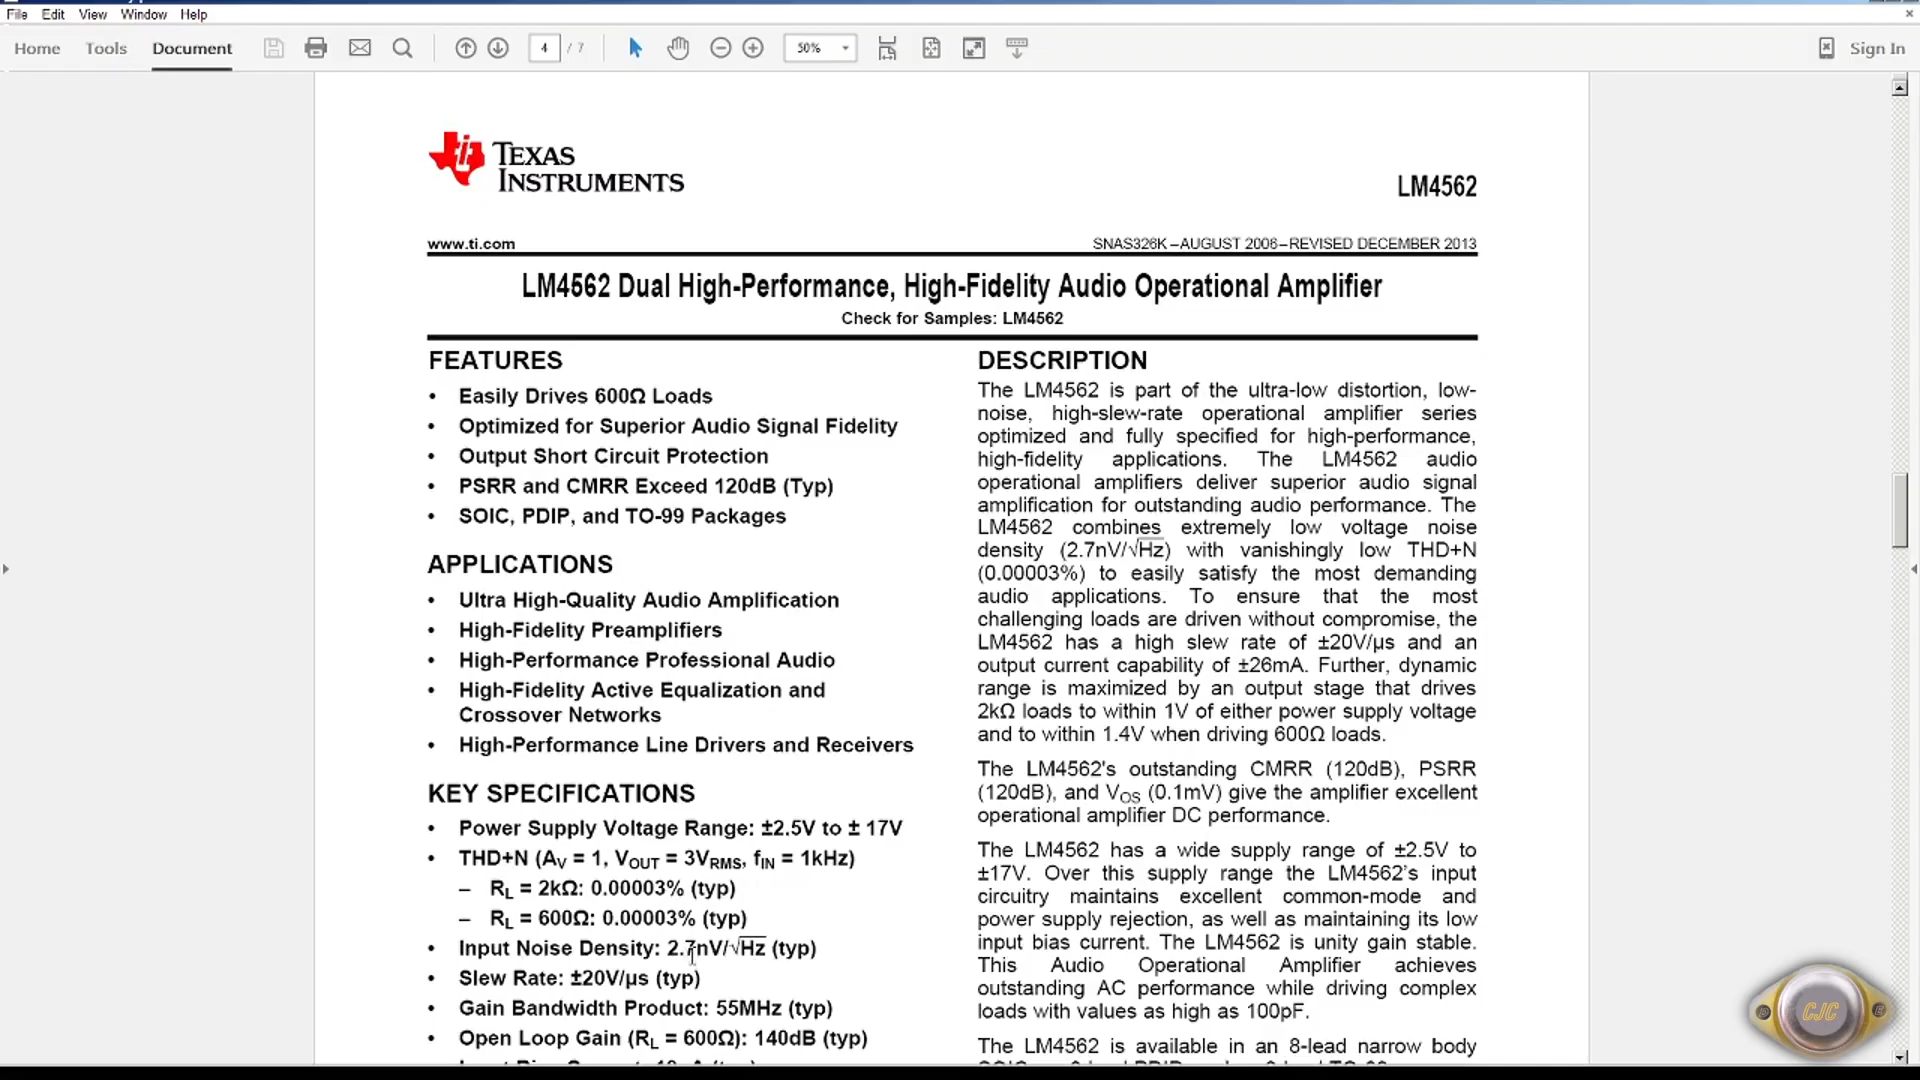 File Edit View Window Help
Home Tools Document 4 / 7 50% Sign In
TEXAS
INSTRUMENTS
LM4562
www.ti.com
SNAS326K –AUGUST 2006–REVISED DECEMBER 2013
LM4562 Dual High-Performance, High-Fidelity Audio Operational Amplifier
Check for Samples: LM4562
FEATURES
• Easily Drives 600Ω Loads
• Optimized for Superior Audio Signal Fidelity
• Output Short Circuit Protection
• PSRR and CMRR Exceed 120dB (Typ)
• SOIC, PDIP, and TO-99 Packages
APPLICATIONS
• Ultra High-Quality Audio Amplification
• High-Fidelity Preamplifiers
• High-Performance Professional Audio
• High-Fidelity Active Equalization and
Crossover Networks
• High-Performance Line Drivers and Receivers
KEY SPECIFICATIONS
• Power Supply Voltage Range: ±2.5V to ± 17V
• THD+N (AV = 1, VOUT = 3VRMS, fIN = 1kHz)
– RL = 2kΩ: 0.00003% (typ)
– RL = 600Ω: 0.00003% (typ)
• Input Noise Density: 2.7nV/√Hz (typ)
• Slew Rate: ±20V/μs (typ)
• Gain Bandwidth Product: 55MHz (typ)
• Open Loop Gain (RL = 600Ω): 140dB (typ)
DESCRIPTION
The LM4562 is part of the ultra-low distortion, low-
noise, high-slew-rate operational amplifier series
optimized and fully specified for high-performance,
high-fidelity applications. The LM4562 audio
operational amplifiers deliver superior audio signal
amplification for outstanding audio performance. The
LM4562 combines extremely low voltage noise
density (2.7nV/√Hz) with vanishingly low THD+N
(0.00003%) to easily satisfy the most demanding
audio applications. To ensure that the most
challenging loads are driven without compromise, the
LM4562 has a high slew rate of ±20V/μs and an
output current capability of ±26mA. Further, dynamic
range is maximized by an output stage that drives
2kΩ loads to within 1V of either power supply voltage
and to within 1.4V when driving 600Ω loads.
The LM4562's outstanding CMRR (120dB), PSRR
(120dB), and VOS (0.1mV) give the amplifier excellent
operational amplifier DC performance.
The LM4562 has a wide supply range of ±2.5V to
±17V. Over this supply range the LM4562's input
circuitry maintains excellent common-mode and
power supply rejection, as well as maintaining its low
input bias current. The LM4562 is unity gain stable.
This Audio Operational Amplifier achieves
outstanding AC performance while driving complex
loads with values as high as 100pF.
The LM4562 is available in an 8-lead narrow body
CJC